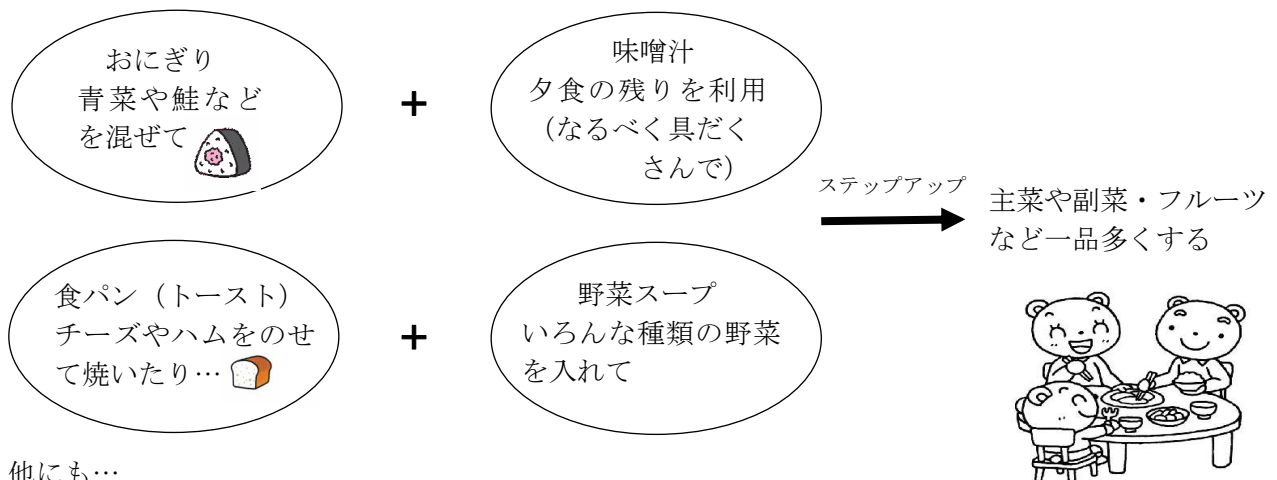 おにぎり
青菜や鮭など
を混ぜて
+
味噌汁
夕食の残りを利用
(なるべく具だく
さんで)
食パン(トースト)
チーズやハムをのせ
て焼いたり…
+
野菜スープ
いろんな種類の野菜
を入れて
ステップアップ
主菜や副菜・フルーツ
など一品多くする
他にも…